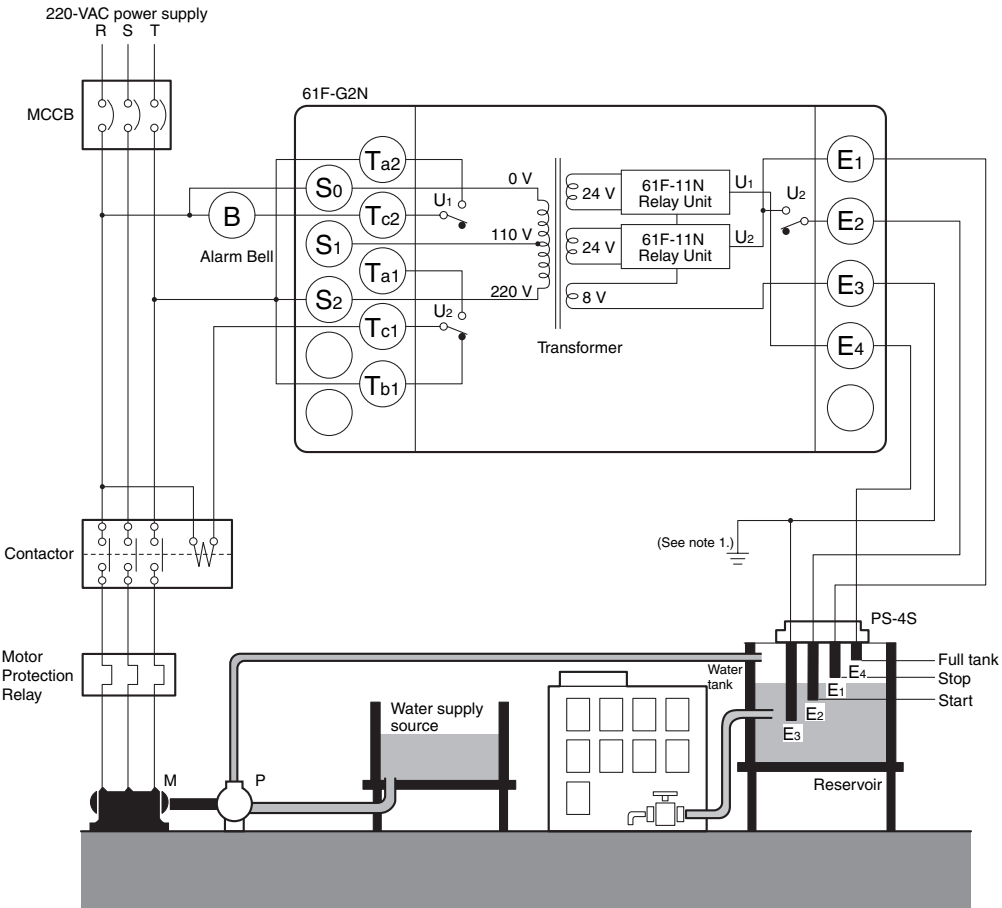 220-VAC power supply
R S T
MCCB
61F-G2N
Ta2
S0
Tc2
B
Alarm Bell
S1
Ta1
S2
Tc1
Tb1
U1
U2
0 V
110 V
220 V
24 V
24 V
8 V
Transformer
61F-11N
Relay Unit
U1
61F-11N
Relay Unit
U2
U2
E1
E2
E3
E4
Contactor
(See note 1.)
PS-4S
Motor
Protection
Relay
Water
tank
Full tank
Stop
Start
E4
E1
E2
E3
Water supply
source
Reservoir
M
P